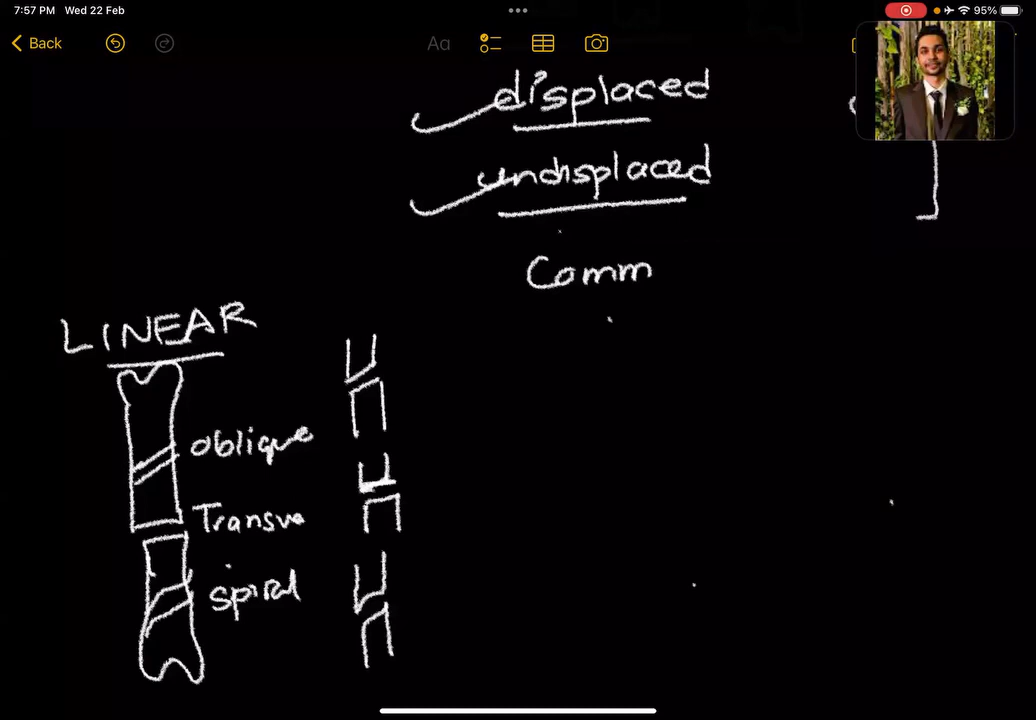 7:57 PM Wed 22 Feb
95%
Back
Aa
displaced
undisplaced
Comm
LINEAR
oblique
Transve
spiral